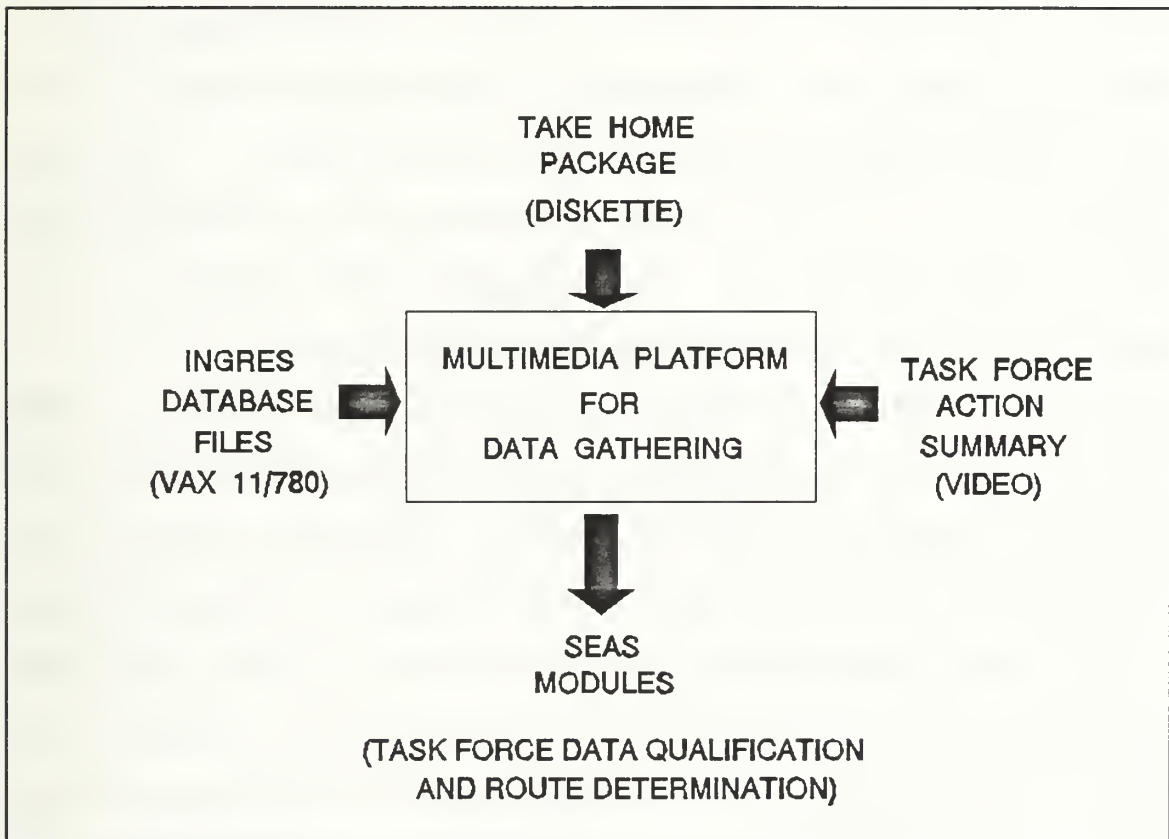 TAKE HOME
PACKAGE
(DISKETTE)
INGRES
DATABASE
FILES
(VAX 11/780)
MULTIMEDIA PLATFORM
FOR
DATA GATHERING
TASK FORCE
ACTION
SUMMARY
(VIDEO)
SEAS
MODULES
(TASK FORCE DATA QUALIFICATION
AND ROUTE DETERMINATION)